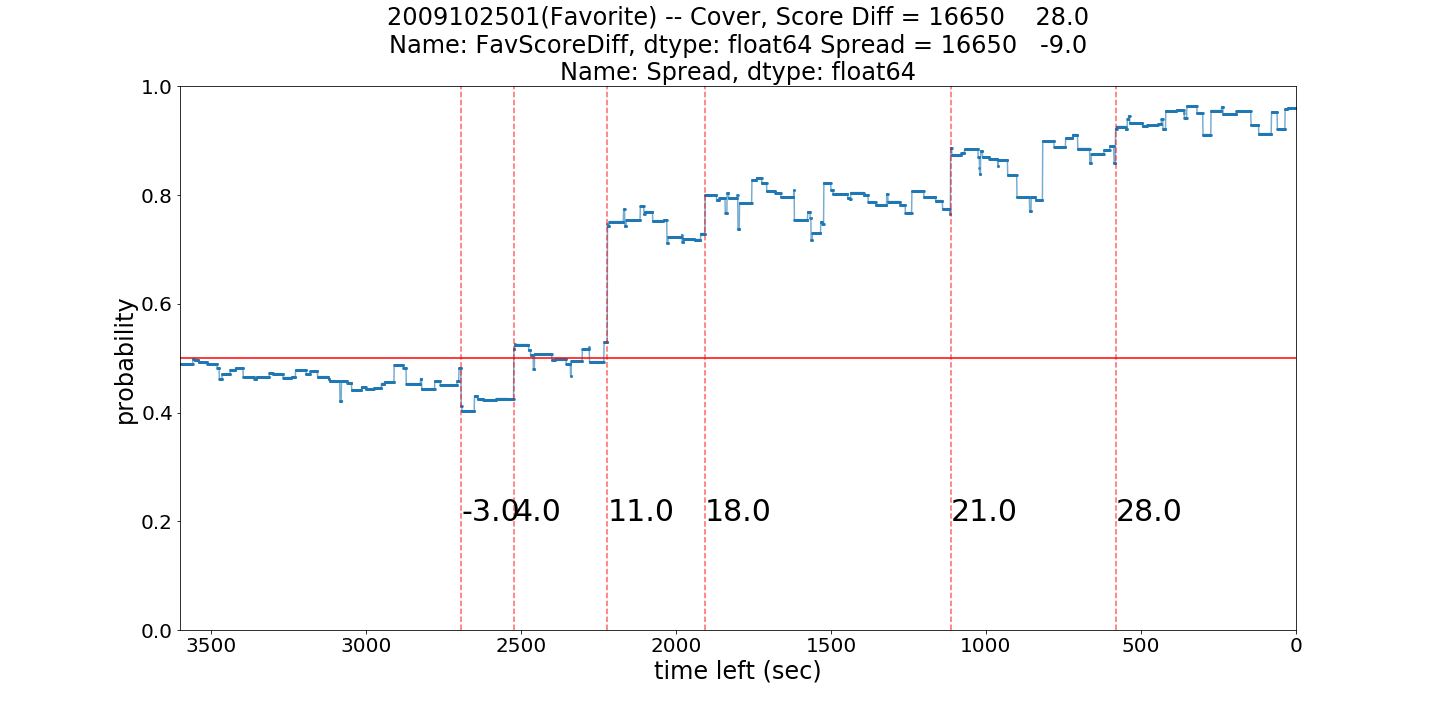 2009102501(Favorite) -- Cover, Score Diff = 16650    28.0
Name: FavScoreDiff, dtype: float64 Spread = 16650   -9.0
Name: Spread, dtype: float64
1.0
0.8
0.6
0.4
0.2
0.0
probability
-3.0
4.0
11.0
18.0
21.0
28.0
3500 3000 2500 2000 1500 1000 500 0
time left (sec)